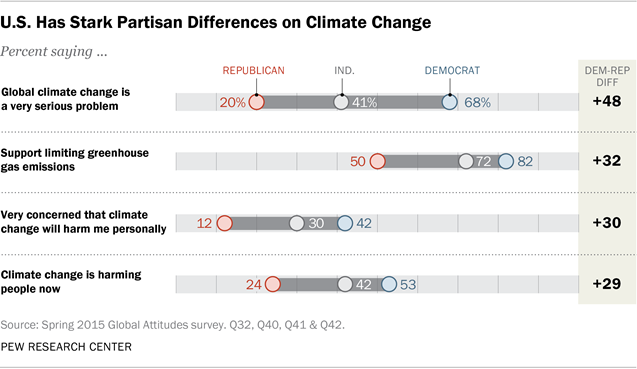 U.S. Has Stark Partisan Differences on Climate Change
Percent saying ...
REPUBLICAN IND. DEMOCRAT DEM-REP
DIFF
Global climate change is
a very serious problem
20% 41% 68% +48
Support limiting greenhouse
gas emissions
50 72 82 +32
Very concerned that climate
change will harm me personally
12 30 42 +30
Climate change is harming
people now
24 42 53 +29
Source: Spring 2015 Global Attitudes survey. Q32, Q40, Q41 & Q42.
PEW RESEARCH CENTER